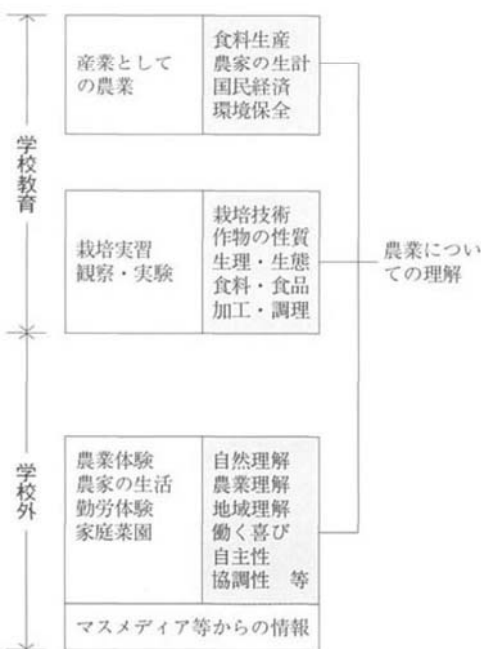 学校教育
産業として
の農業
食料生産
農家の生計
国民経済
環境保全
栽培実習
観察・実験
栽培技術
作物の性質
生理・生態
食料・食品
加工・調理
農業につい
ての理解
学校外
農業体験
農家の生活
勤労体験
家庭菜園
自然理解
農業理解
地域理解
働く喜び
自主性
協調性 等
マスメディア等からの情報